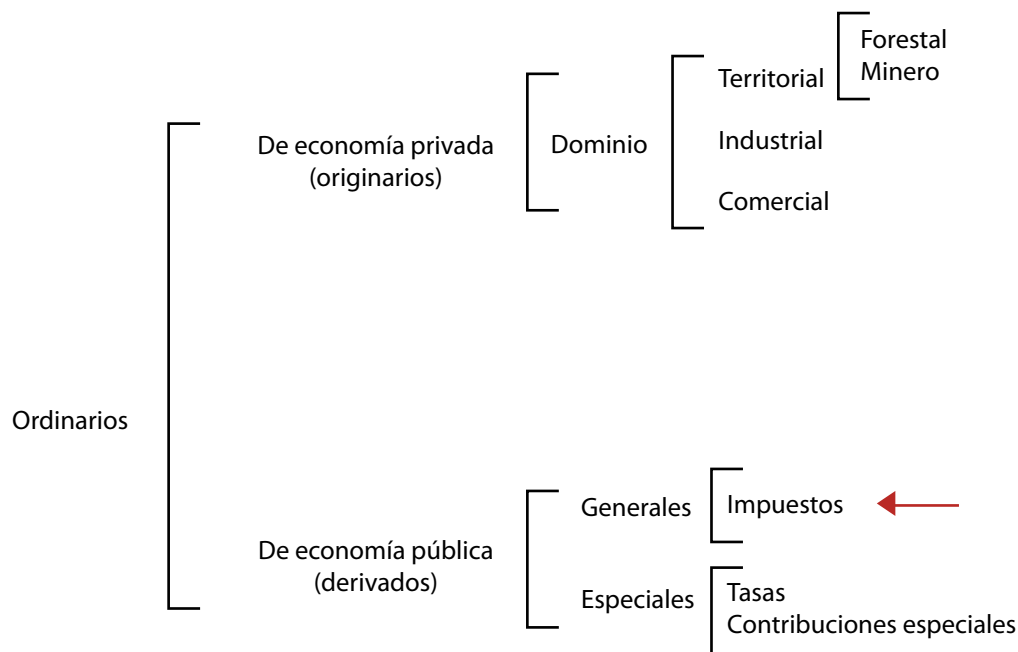 Ordinarios
De economía privada
(originarios)
Dominio
Territorial
Forestal
Minero
Industrial
Comercial
De economía pública
(derivados)
Generales
Impuestos
Especiales
Tasas
Contribuciones especiales